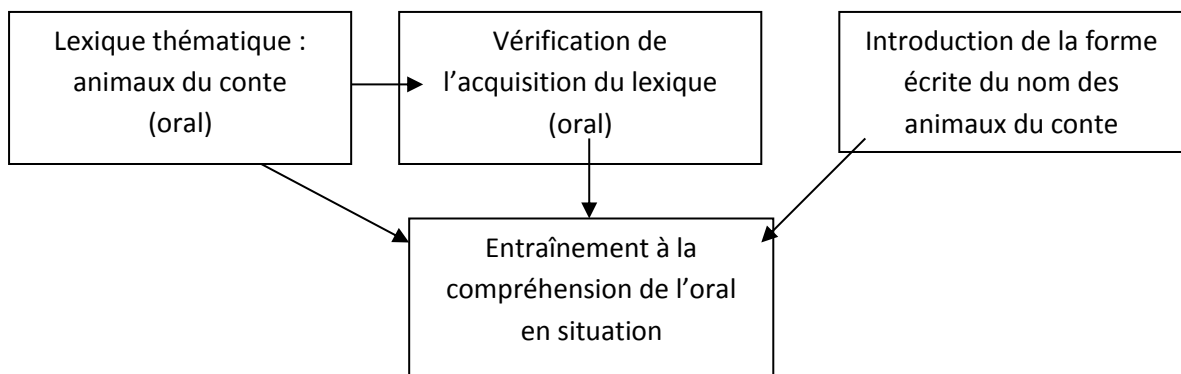 Lexique thématique :
animaux du conte
(oral)
Vérification de
l’acquisition du lexique
(oral)
Introduction de la forme
écrite du nom des
animaux du conte
Entraînement à la
compréhension de l’oral
en situation